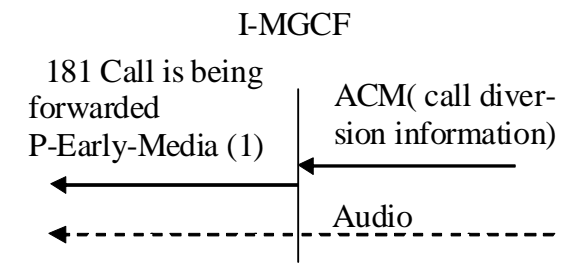 I-MGCF
181 Call is being
forwarded
P-Early-Media (1)
ACM( call diver-
sion information)
Audio